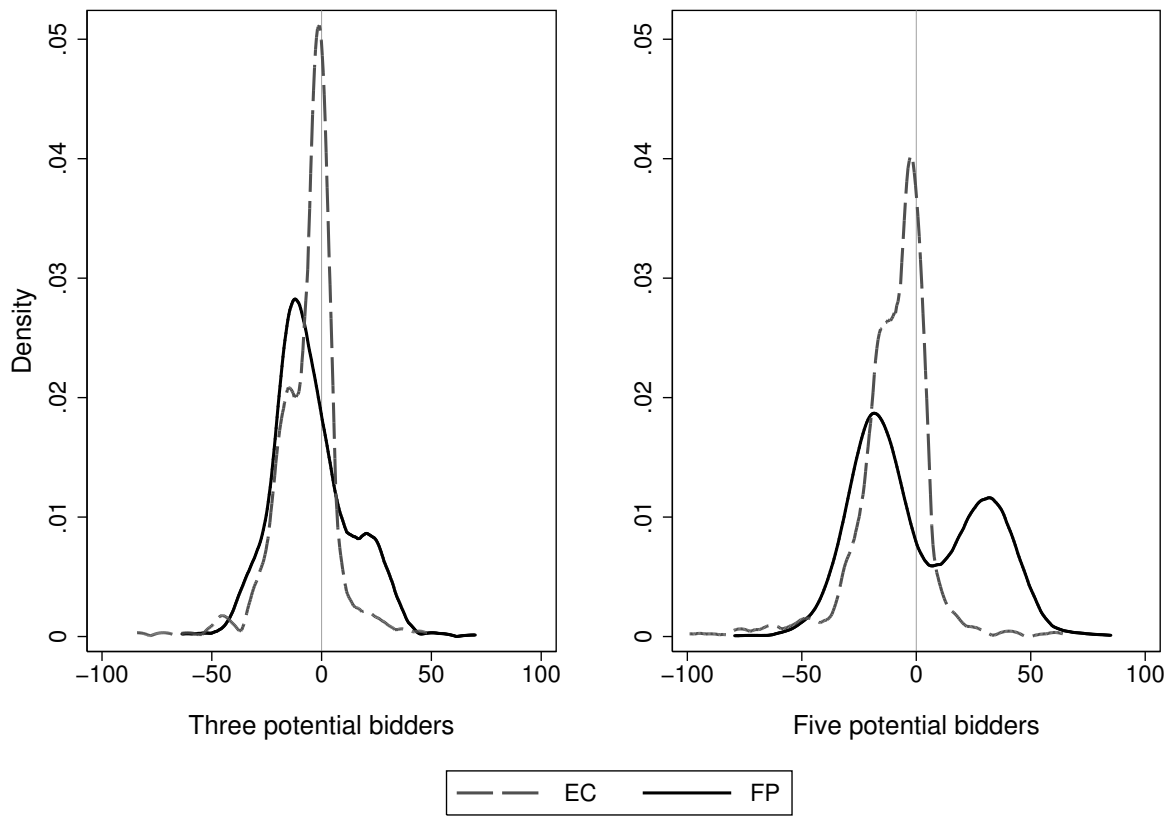 Density
.05
.04
.03
.02
.01
0
−100 −50 0 50 100
Three potential bidders
.05
.04
.03
.02
.01
0
−100 −50 0 50 100
Five potential bidders
EC FP